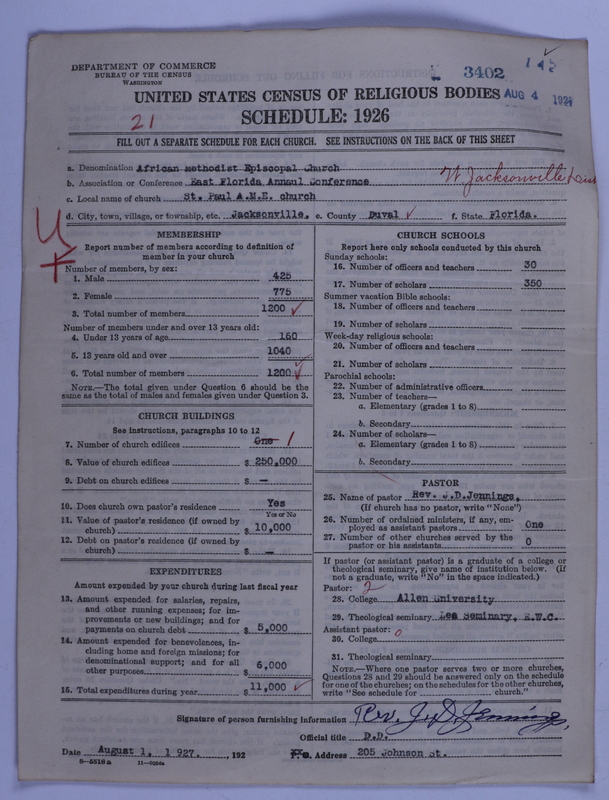 DEPARTMENT OF COMMERCE
BUREAU OF THE CENSUS
WASHINGTON
3402
UNITED STATES CENSUS OF RELIGIOUS BODIES
AUG 4 1927
SCHEDULE: 1926
21
FILL OUT A SEPARATE SCHEDULE FOR EACH CHURCH. SEE INSTRUCTIONS ON THE BACK OF THIS SHEET
a. Denomination African Methodist Episcopal Church
b. Association or Conference East Florida Annaul Conference
W Jacksonville Dist
c. Local name of church St. Paul A.M.E. church
d. City, town, village, or township, etc. Jacksonville. e. County Duval f. State Florida.
MEMBERSHIP
Report number of members according to definition of
member in your church
Number of members, by sex:
1. Male 425
2. Female 775
3. Total number of members 1200
Number of members under and over 13 years old:
4. Under 13 years of age 160
5. 13 years old and over 1040
6. Total number of members 1200
NOTE.—The total given under Question 6 should be the
same as the total of males and females given under Question 3.
CHURCH BUILDINGS
See instructions, paragraphs 10 to 12
7. Number of church edifices One 1
8. Value of church edifices $ 250,000
9. Debt on church edifices $ —
10. Does church own pastor's residence Yes
Yes or No
11. Value of pastor's residence (if owned by
church) $ 10,000
12. Debt on pastor's residence (if owned by
church) $ —
EXPENDITURES
Amount expended by your church during last fiscal year
13. Amount expended for salaries, repairs,
and other running expenses; for im-
provements or new buildings; and for
payments on church debt $ 5,000
14. Amount expended for benevolences, in-
cluding home and foreign missions; for
denominational support; and for all
other purposes $ 6,000
15. Total expenditures during year $ 11,000
CHURCH SCHOOLS
Report here only schools conducted by this church
Sunday schools:
16. Number of officers and teachers 30
17. Number of scholars 350
Summer vacation Bible schools:
18. Number of officers and teachers
19. Number of scholars
Week-day religious schools:
20. Number of officers and teachers
21. Number of scholars
Parochial schools:
22. Number of administrative officers
23. Number of teachers—
a. Elementary (grades 1 to 8)
b. Secondary
24. Number of scholars—
a. Elementary (grades 1 to 8)
b. Secondary
PASTOR
25. Name of pastor Rev. J.D.Jennings,
(If church has no pastor, write "None")
26. Number of ordained ministers, if any, em-
ployed as assistant pastors One
27. Number of other churches served by the
pastor or his assistants 0
If pastor (or assistant pastor) is a graduate of a college or
theological seminary, give name of institution below. (If
not a graduate, write "No" in the space indicated.)
Pastor: 2
28. College Allen University
29. Theological seminary Lee Seminary, E.W.C.
Assistant pastor: 0
30. College
31. Theological seminary
NOTE.—Where one pastor serves two or more churches,
Questions 28 and 29 should be answered only on the schedule
for one of the churches; on the schedules for the other churches,
write "See schedule for church."
Signature of person furnishing information Rev. J. D. Jennings,
Official title D.D.
Date August 1. 1 927. , 192
P. O. Address 205 Johnson St.
8—5518a 11—9204a